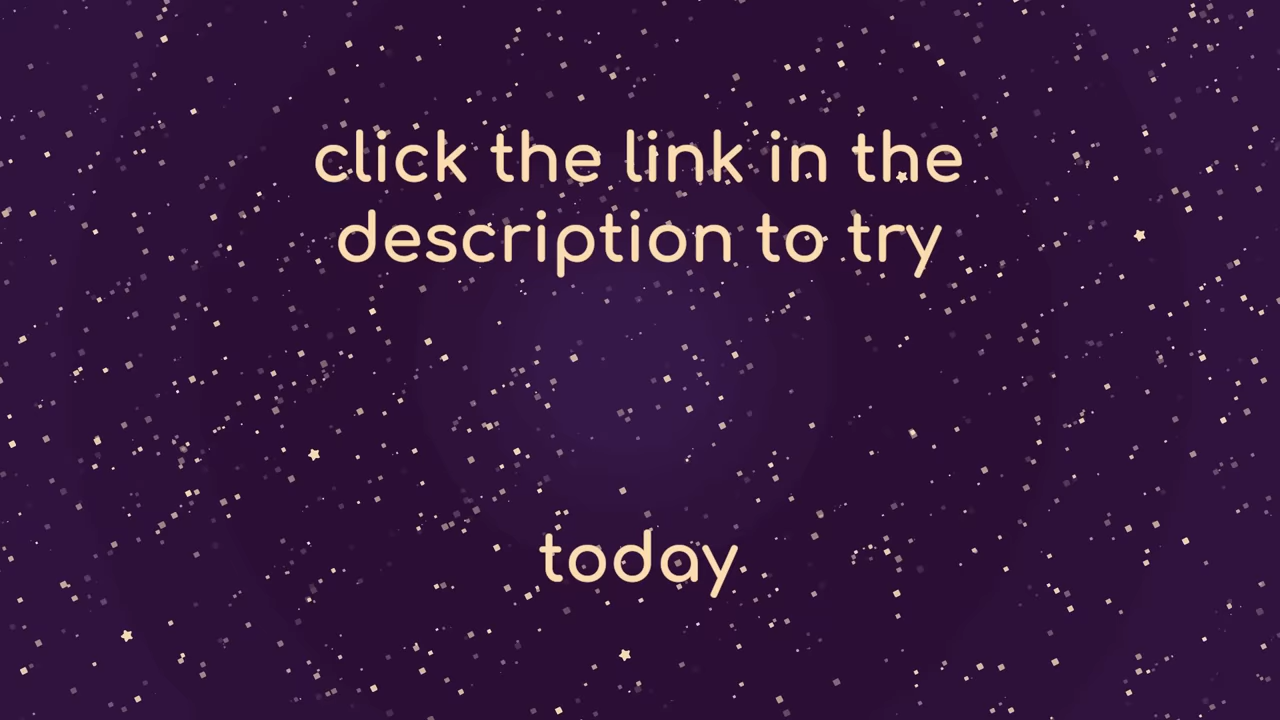 click the link in the
description to try
today